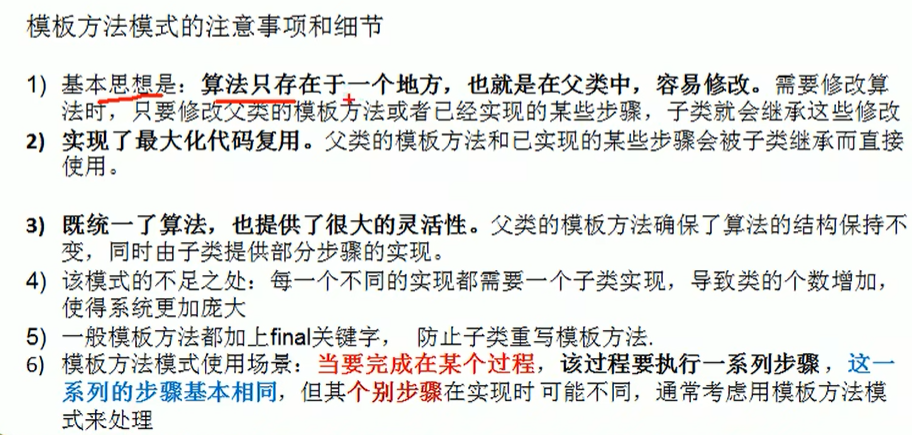 模板方法模式的注意事项和细节
1) 基本思想是：算法只存在于一个地方，也就是在父类中，容易修改。需要修改算
法时，只要修改父类的模板方法或者已经实现的某些步骤，子类就会继承这些修改
2) 实现了最大化代码复用。父类的模板方法和已实现的某些步骤会被子类继承而直接
使用。
3) 既统一了算法，也提供了很大的灵活性。父类的模板方法确保了算法的结构保持不
变，同时由子类提供部分步骤的实现。
4) 该模式的不足之处：每一个不同的实现都需要一个子类实现，导致类的个数增加，
使得系统更加庞大
5) 一般模板方法都加上final关键字， 防止子类重写模板方法.
6) 模板方法模式使用场景：当要完成在某个过程，该过程要执行一系列步骤 ，这一
系列的步骤基本相同，但其个别步骤在实现时 可能不同，通常考虑用模板方法模
式来处理